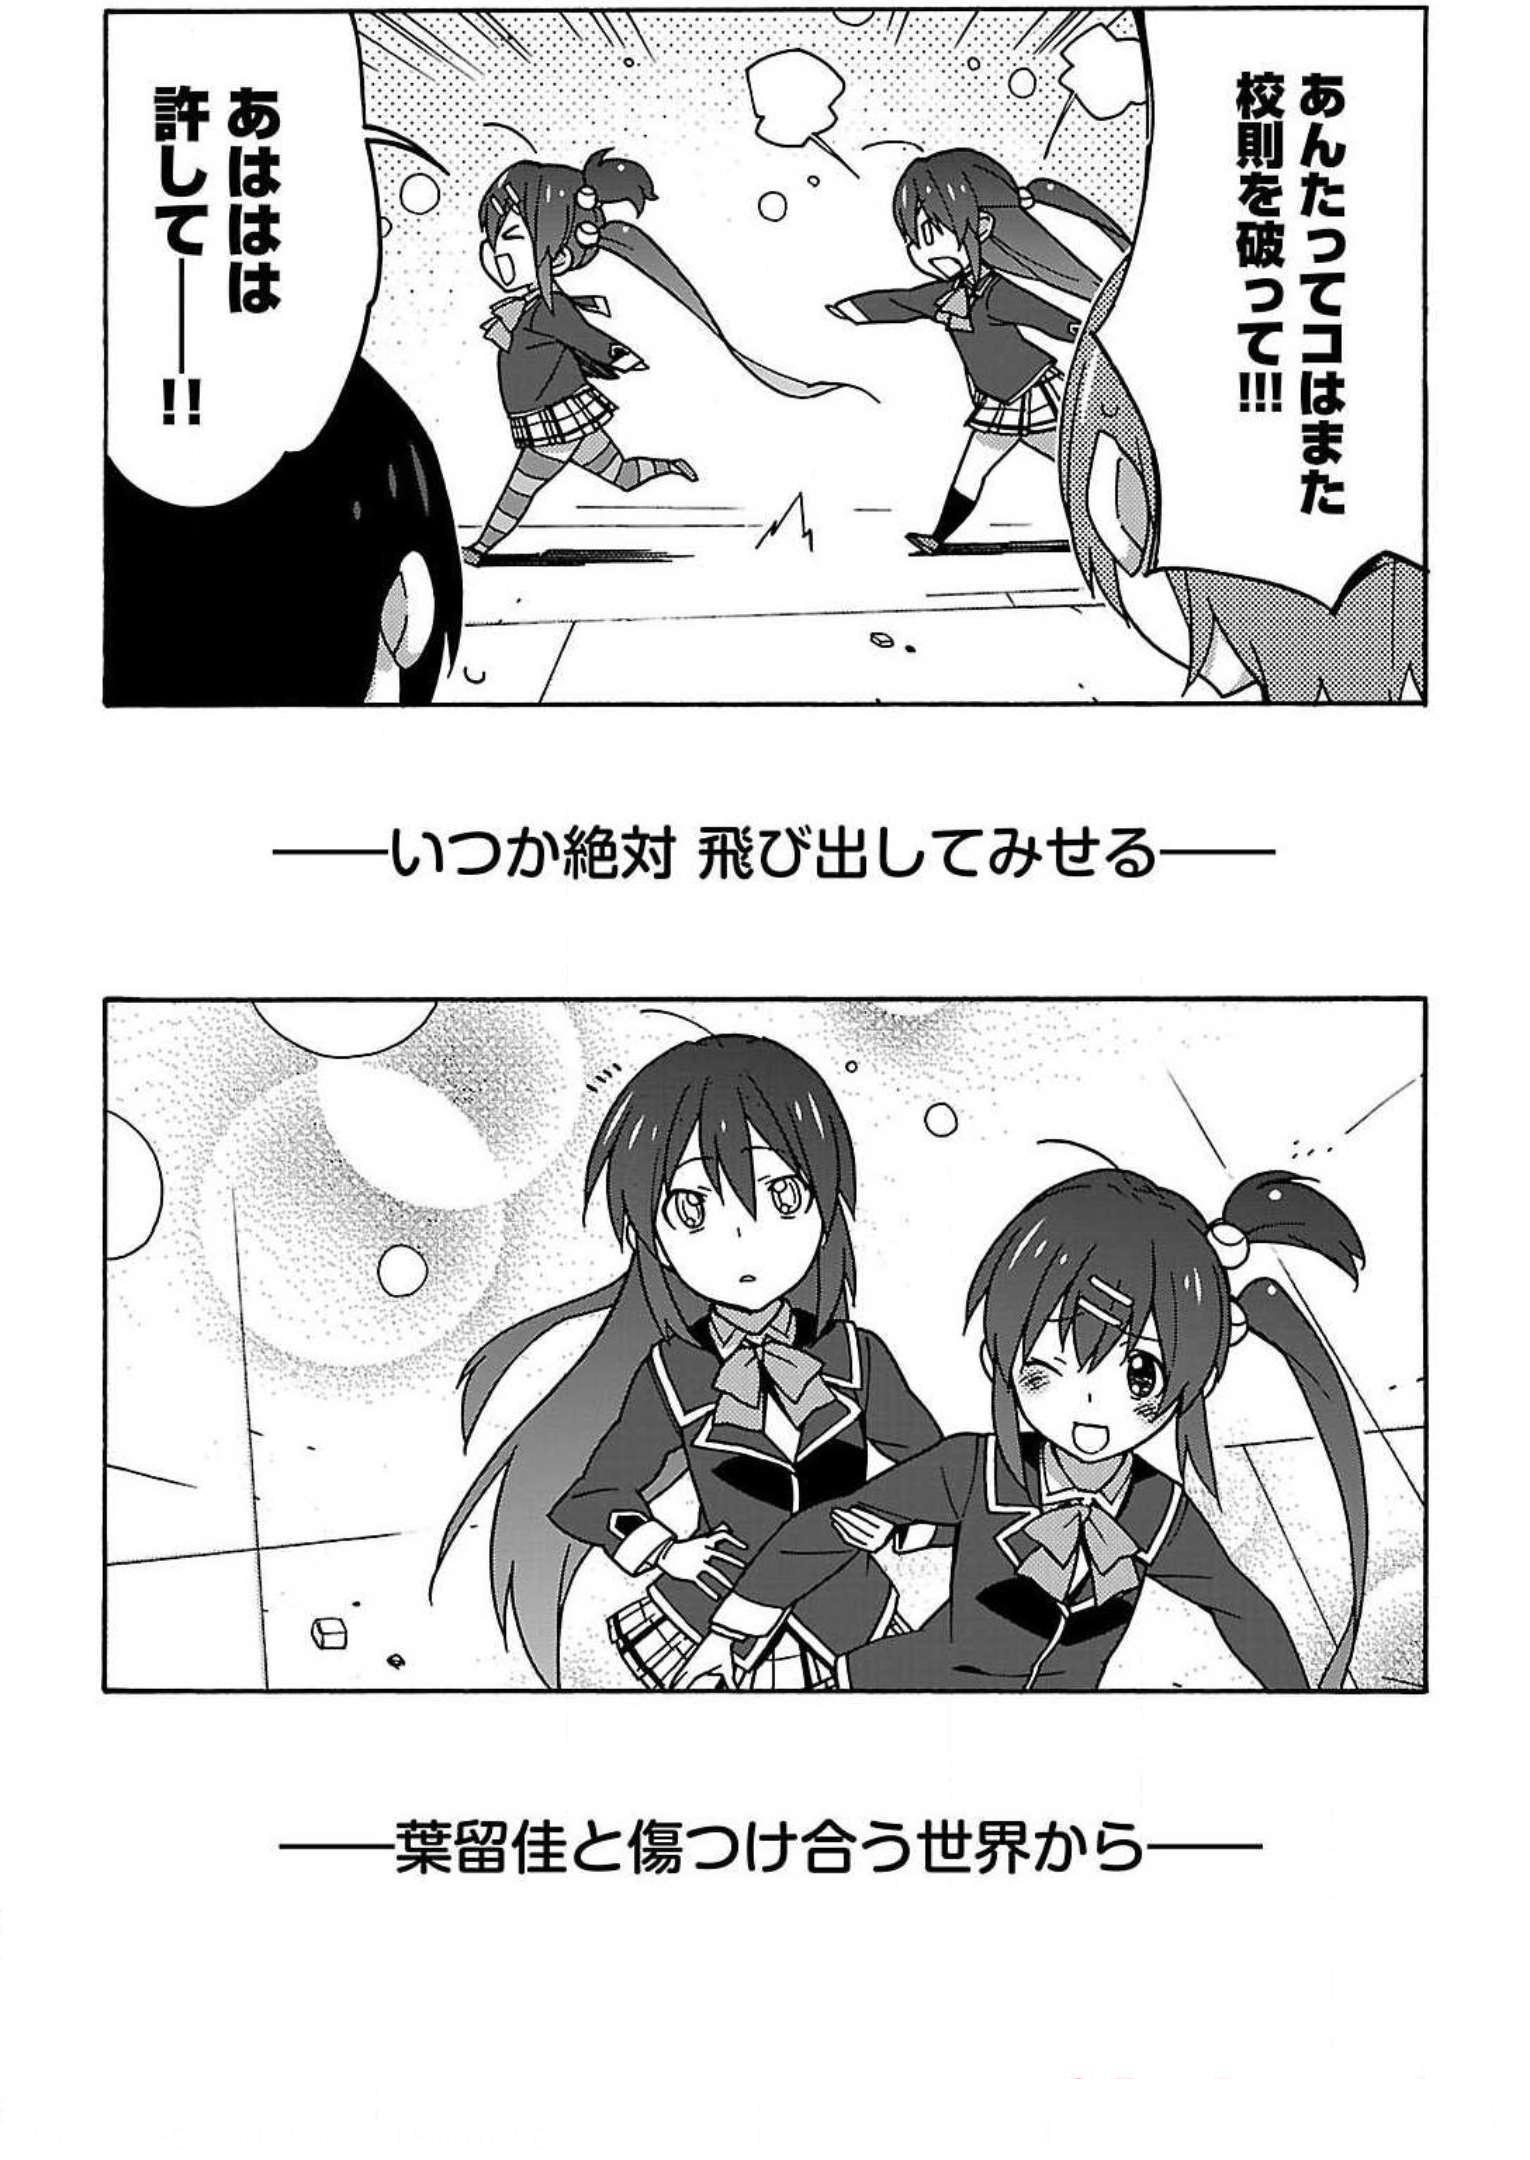 あんたってコはまた
校則を破って!!!
あははは
許して――!!
――いつか絶対 飛び出してみせる――
――葉留佳と傷つけ合う世界から――